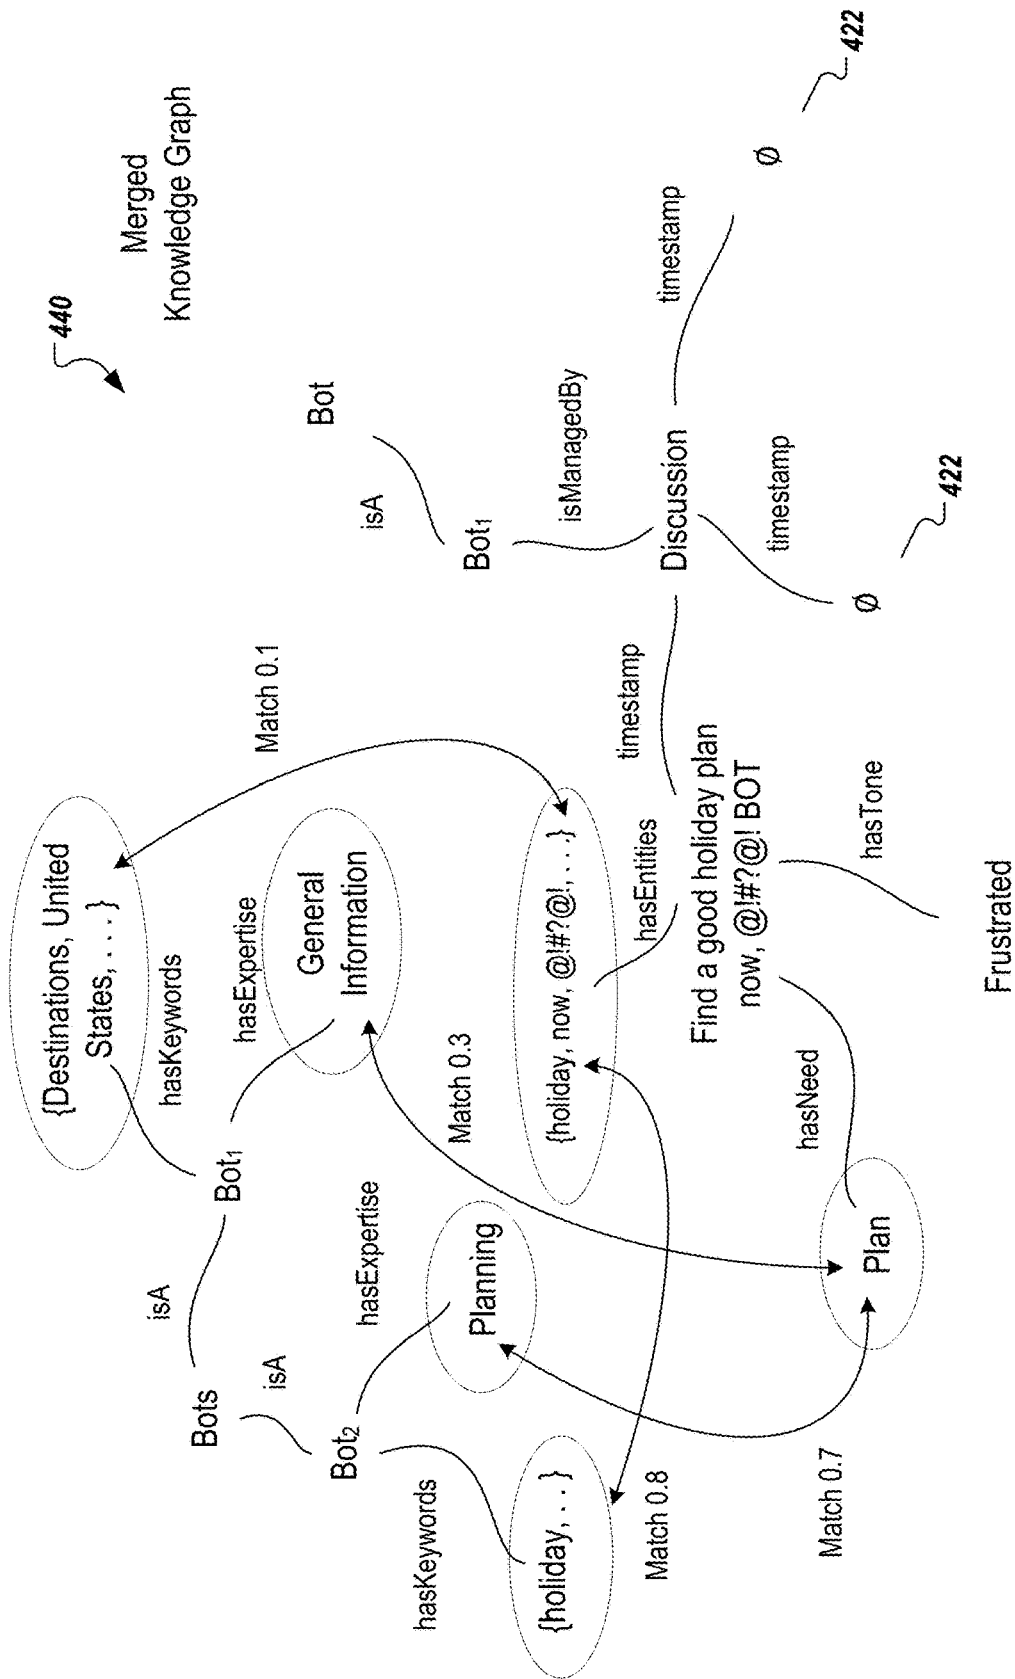 440
Merged
Knowledge Graph
{Destinations, United
States, . . . . }
hasKeywords
hasExpertise
General
Information
Match 0.1
Bot1
isA
Bots
isA
Bot2
hasExpertise
Planning
hasKeywords
{holiday, . . }
Match 0.3
{holiday, now, @!#?@!, . . .}
hasEntities
Match 0.8
Match 0.7
Plan
hasNeed
Find a good holiday plan
now, @!#?@! BOT
hasTone
Frustrated
timestamp
Discussion
isManagedBy
Bot1
isA
Bot
timestamp
Ø
422
timestamp
Ø
422